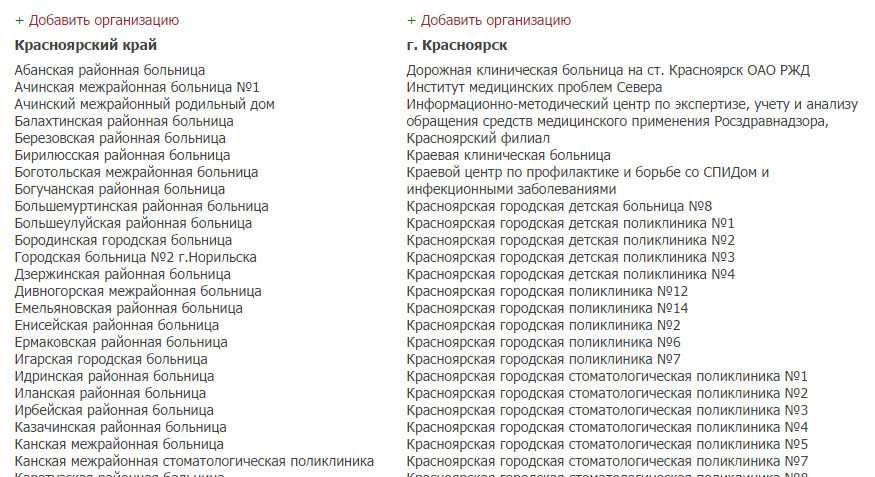 + Добавить организацию
Красноярский край
Абанская районная больница
Ачинская межрайонная больница №1
Ачинский межрайонный родильный дом
Балахтинская районная больница
Березовская районная больница
Бирилюсская районная больница
Боготольская межрайонная больница
Богучанская районная больница
Большемуртинская районная больница
Большеулуйская районная больница
Бородинская городская больница
Городская больница №2 г.Норильска
Дзержинская районная больница
Дивногорская межрайонная больница
Емельяновская районная больница
Енисейская районная больница
Ермаковская районная больница
Игарская городская больница
Идринская районная больница
Иланская районная больница
Ирбейская районная больница
Казачинская районная больница
Канская межрайонная больница
Канская межрайонная стоматологическая поликлиника
Каратузская районная больница
+ Добавить организацию
г. Красноярск
Дорожная клиническая больница на ст. Красноярск ОАО РЖД
Институт медицинских проблем Севера
Информационно-методический центр по экспертизе, учету и анализу
обращения средств медицинского применения Росздравнадзора,
Красноярский филиал
Краевая клиническая больница
Краевой центр по профилактике и борьбе со СПИДом и
инфекционными заболеваниями
Красноярская городская детская больница №8
Красноярская городская детская поликлиника №1
Красноярская городская детская поликлиника №2
Красноярская городская детская поликлиника №3
Красноярская городская детская поликлиника №4
Красноярская городская поликлиника №12
Красноярская городская поликлиника №14
Красноярская городская поликлиника №2
Красноярская городская поликлиника №6
Красноярская городская поликлиника №7
Красноярская городская стоматологическая поликлиника №1
Красноярская городская стоматологическая поликлиника №2
Красноярская городская стоматологическая поликлиника №3
Красноярская городская стоматологическая поликлиника №4
Красноярская городская стоматологическая поликлиника №5
Красноярская городская стоматологическая поликлиника №7
Красноярская городская стоматологическая поликлиника №8